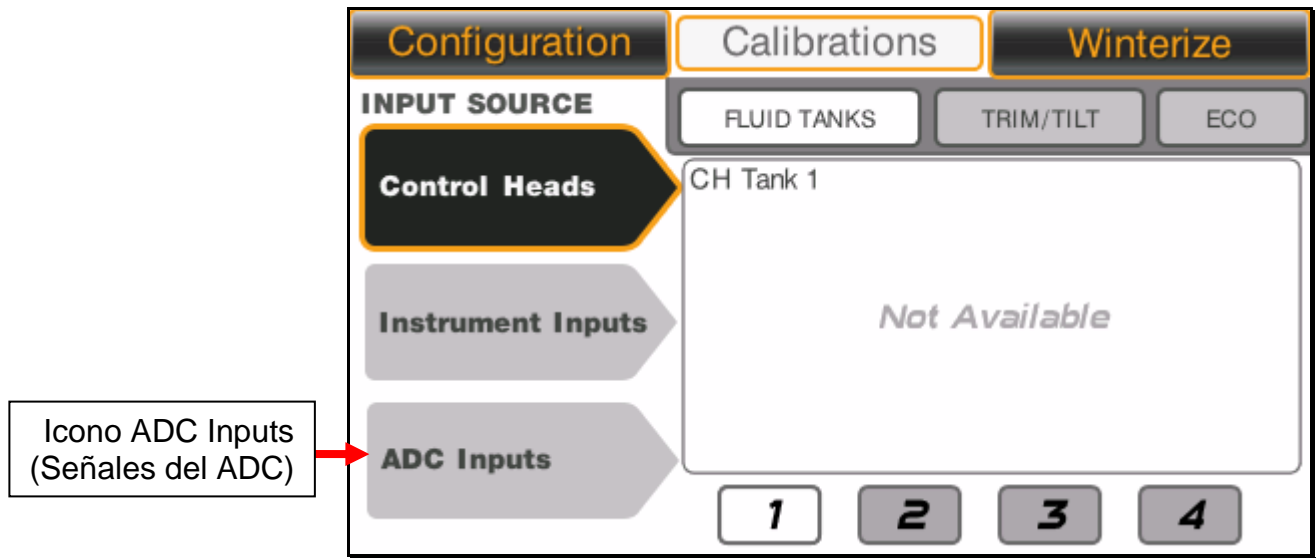 Configuration
Calibrations
Winterize
INPUT SOURCE
FLUID TANKS
TRIM/TILT
ECO
Control Heads
CH Tank 1
Instrument Inputs
Not Available
Icono ADC Inputs
(Señales del ADC)
ADC Inputs
1
2
3
4